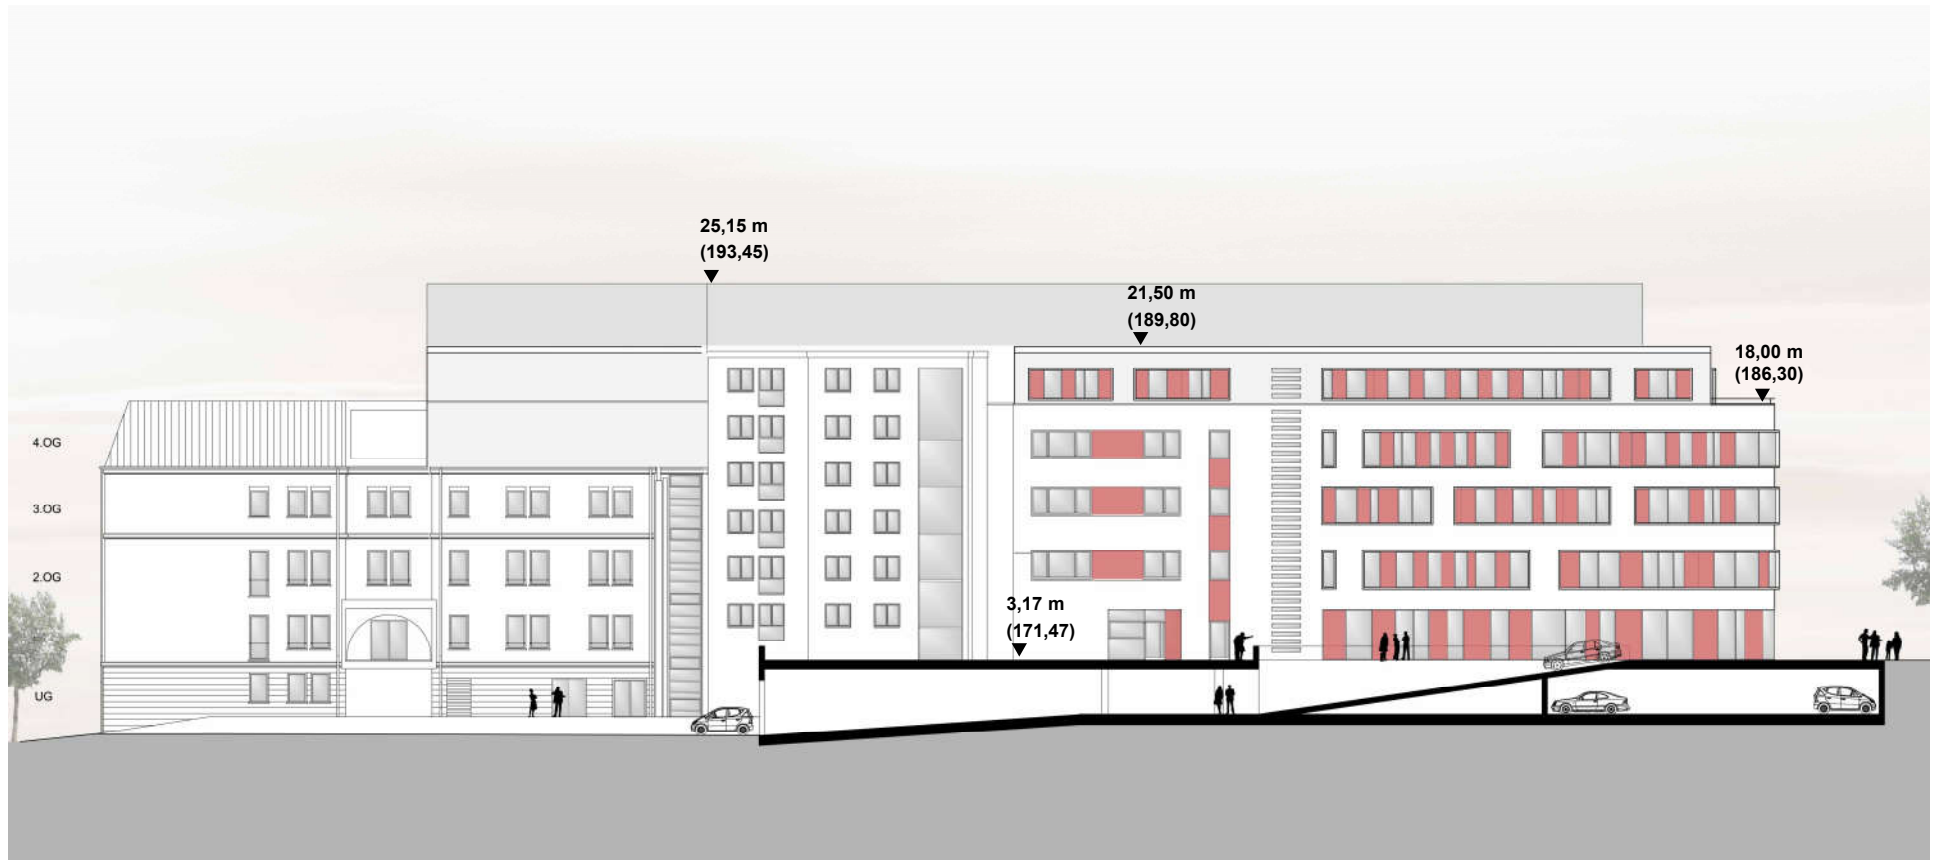 25,15 m
(193,45)
21,50 m
(189,80)
18,00 m
(186,30)
4.OG
3.OG
2.OG
3,17 m
(171,47)
UG